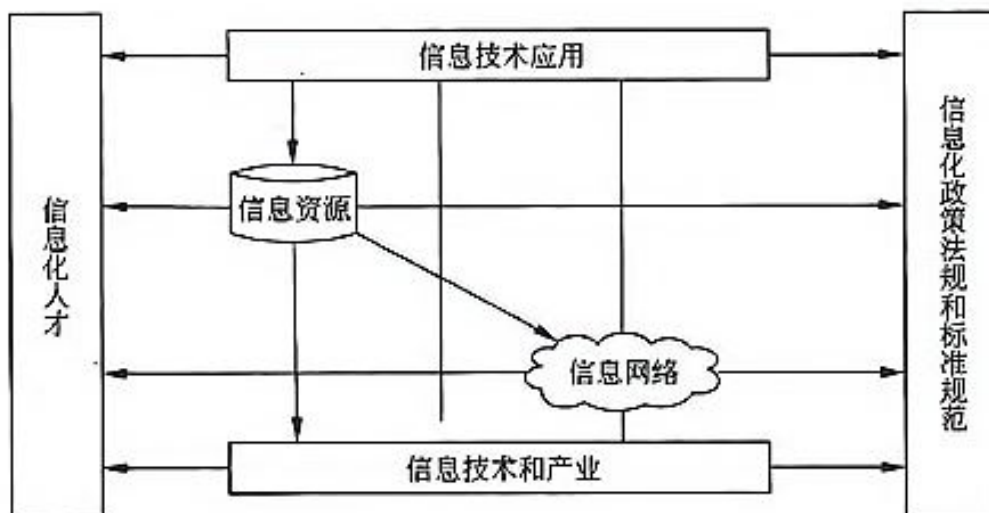 信息技术应用
信息化人才
信息资源
信息网络
信息技术和产业
信息化政策法规和标准规范